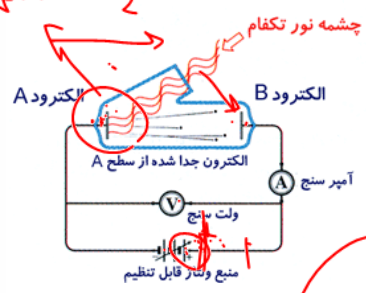 چشمه نور تکفام
الکترود A
الکترود B
A
الکترون جدا شده از سطح A
A
آمپر سنج
V
ولت سنج
منبع ولتاژ قابل تنظیم